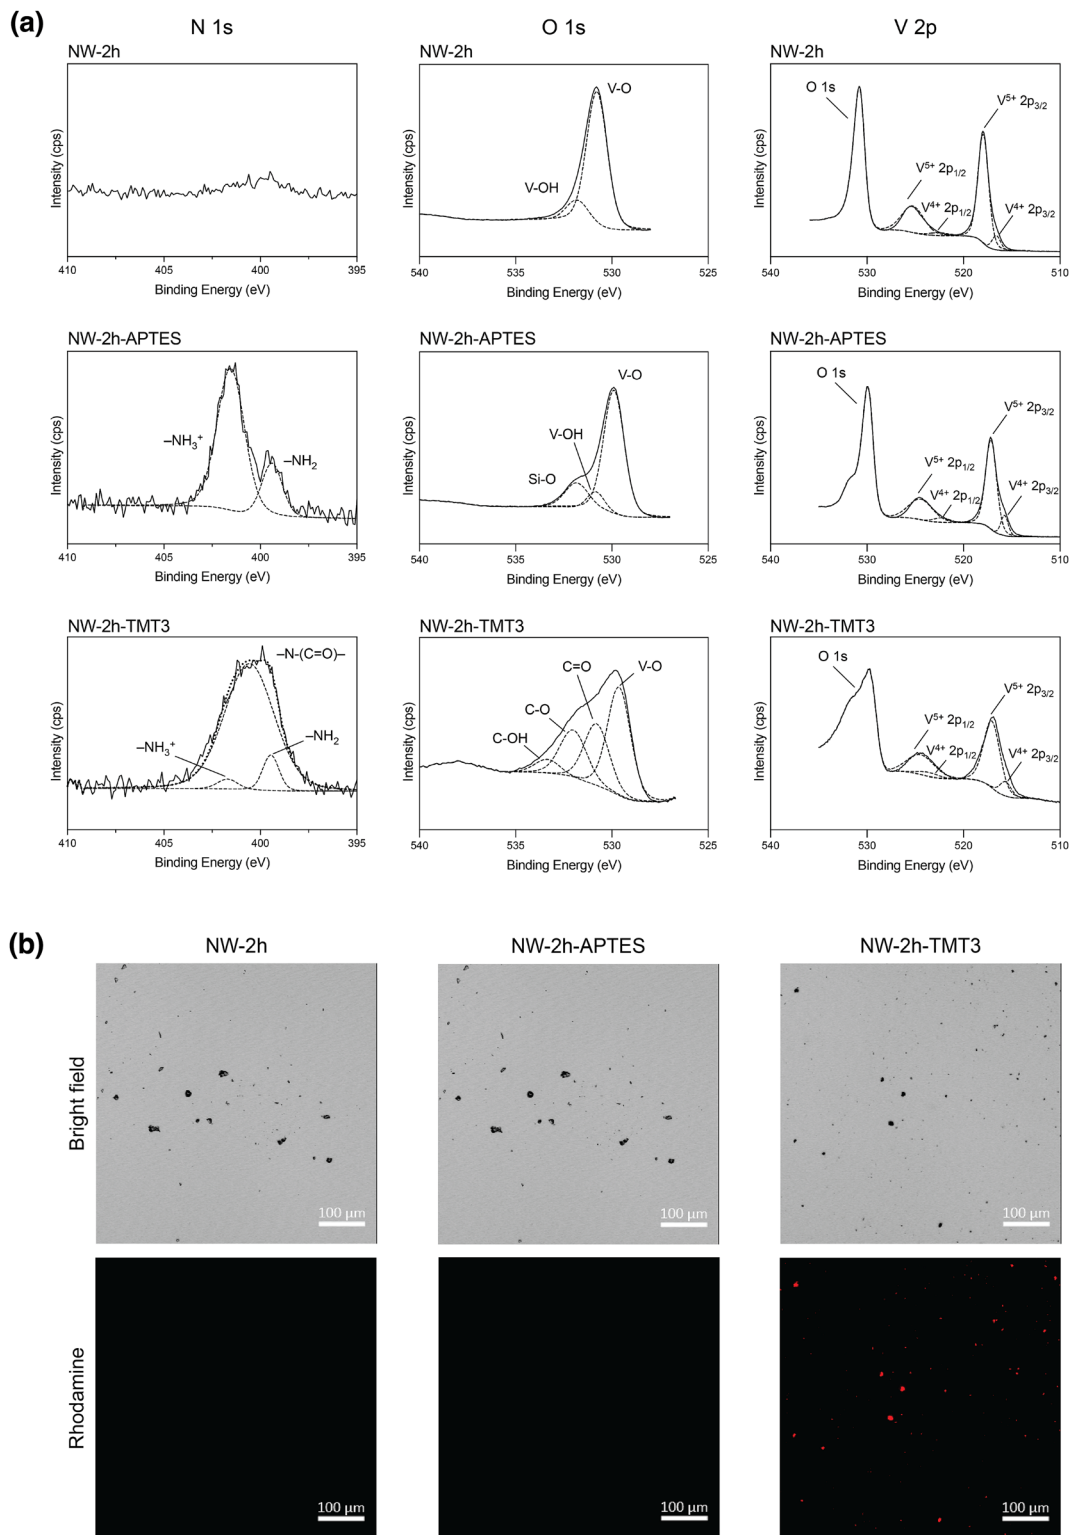 (a)
N 1s
O 1s
V 2p
NW-2h
Intensity (cps)
410
405
400
395
Binding Energy (eV)
NW-2h
Intensity (cps)
V-O
V-OH
540
535
530
525
Binding Energy (eV)
NW-2h
Intensity (cps)
O 1s
V⁵⁺ 2p₃/₂
V⁵⁺ 2p₁/₂
V⁴⁺ 2p₁/₂
V⁴⁺ 2p₃/₂
540
530
520
510
Binding Energy (eV)
NW-2h-APTES
Intensity (cps)
–NH₃⁺
–NH₂
410
405
400
395
Binding Energy (eV)
NW-2h-APTES
Intensity (cps)
V-O
V-OH
Si-O
540
535
530
525
Binding Energy (eV)
NW-2h-APTES
Intensity (cps)
O 1s
V⁵⁺ 2p₃/₂
V⁵⁺ 2p₁/₂
V⁴⁺ 2p₁/₂
V⁴⁺ 2p₃/₂
540
530
520
510
Binding Energy (eV)
NW-2h-TMT3
Intensity (cps)
–N-(C=O)–
–NH₃⁺
–NH₂
410
405
400
395
Binding Energy (eV)
NW-2h-TMT3
Intensity (cps)
C=O
V-O
C-O
C-OH
540
535
530
525
Binding Energy (eV)
NW-2h-TMT3
Intensity (cps)
O 1s
V⁵⁺ 2p₃/₂
V⁵⁺ 2p₁/₂
V⁴⁺ 2p₁/₂
V⁴⁺ 2p₃/₂
540
530
520
510
Binding Energy (eV)
(b)
NW-2h
NW-2h-APTES
NW-2h-TMT3
Bright field
100 µm
100 µm
100 µm
Rhodamine
100 µm
100 µm
100 µm